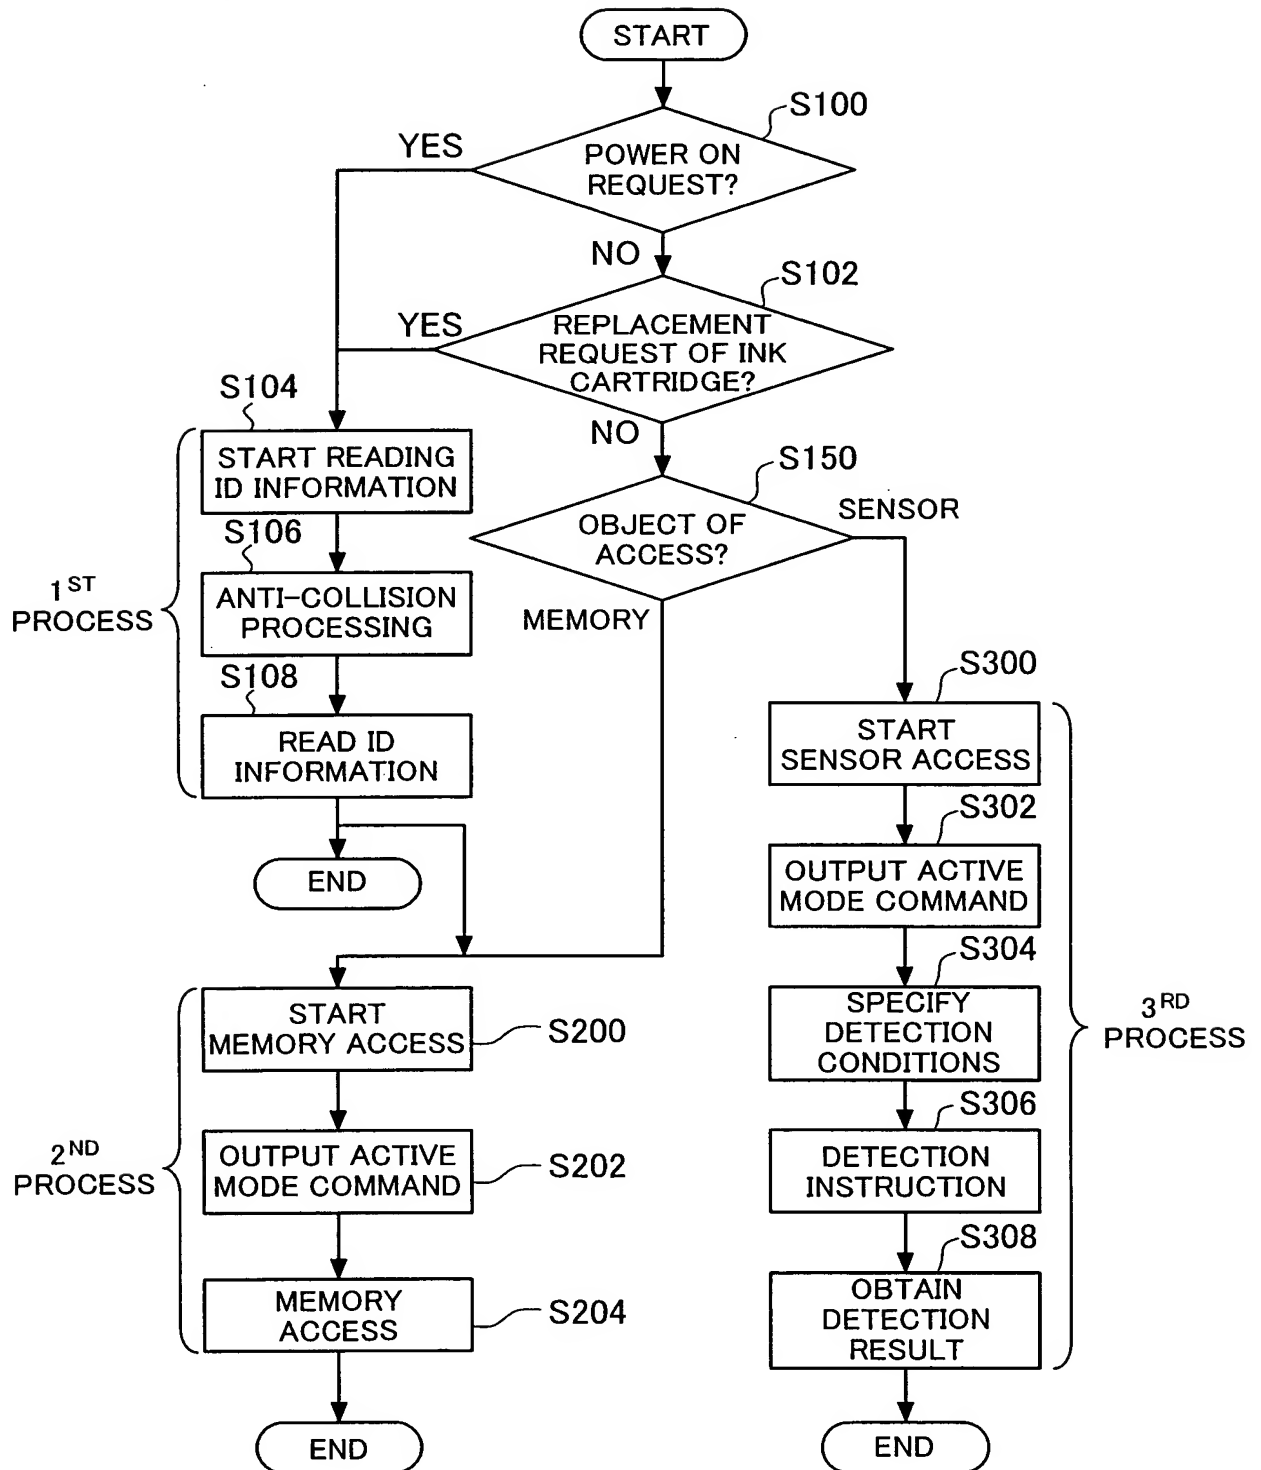 START
S100
YES
POWER ON
REQUEST?
NO
S102
YES
REPLACEMENT
REQUEST OF INK
CARTRIDGE?
S104
NO
START READING
ID INFORMATION
S150
OBJECT OF
ACCESS?
SENSOR
S106
1ST
PROCESS
ANTI-COLLISION
PROCESSING
MEMORY
S108
READ ID
INFORMATION
S300
START
SENSOR ACCESS
S302
END
OUTPUT ACTIVE
MODE COMMAND
S304
START
MEMORY ACCESS
S200
SPECIFY
DETECTION
CONDITIONS
3RD
PROCESS
S306
2ND
PROCESS
OUTPUT ACTIVE
MODE COMMAND
S202
DETECTION
INSTRUCTION
S308
MEMORY
ACCESS
S204
OBTAIN
DETECTION
RESULT
END
END